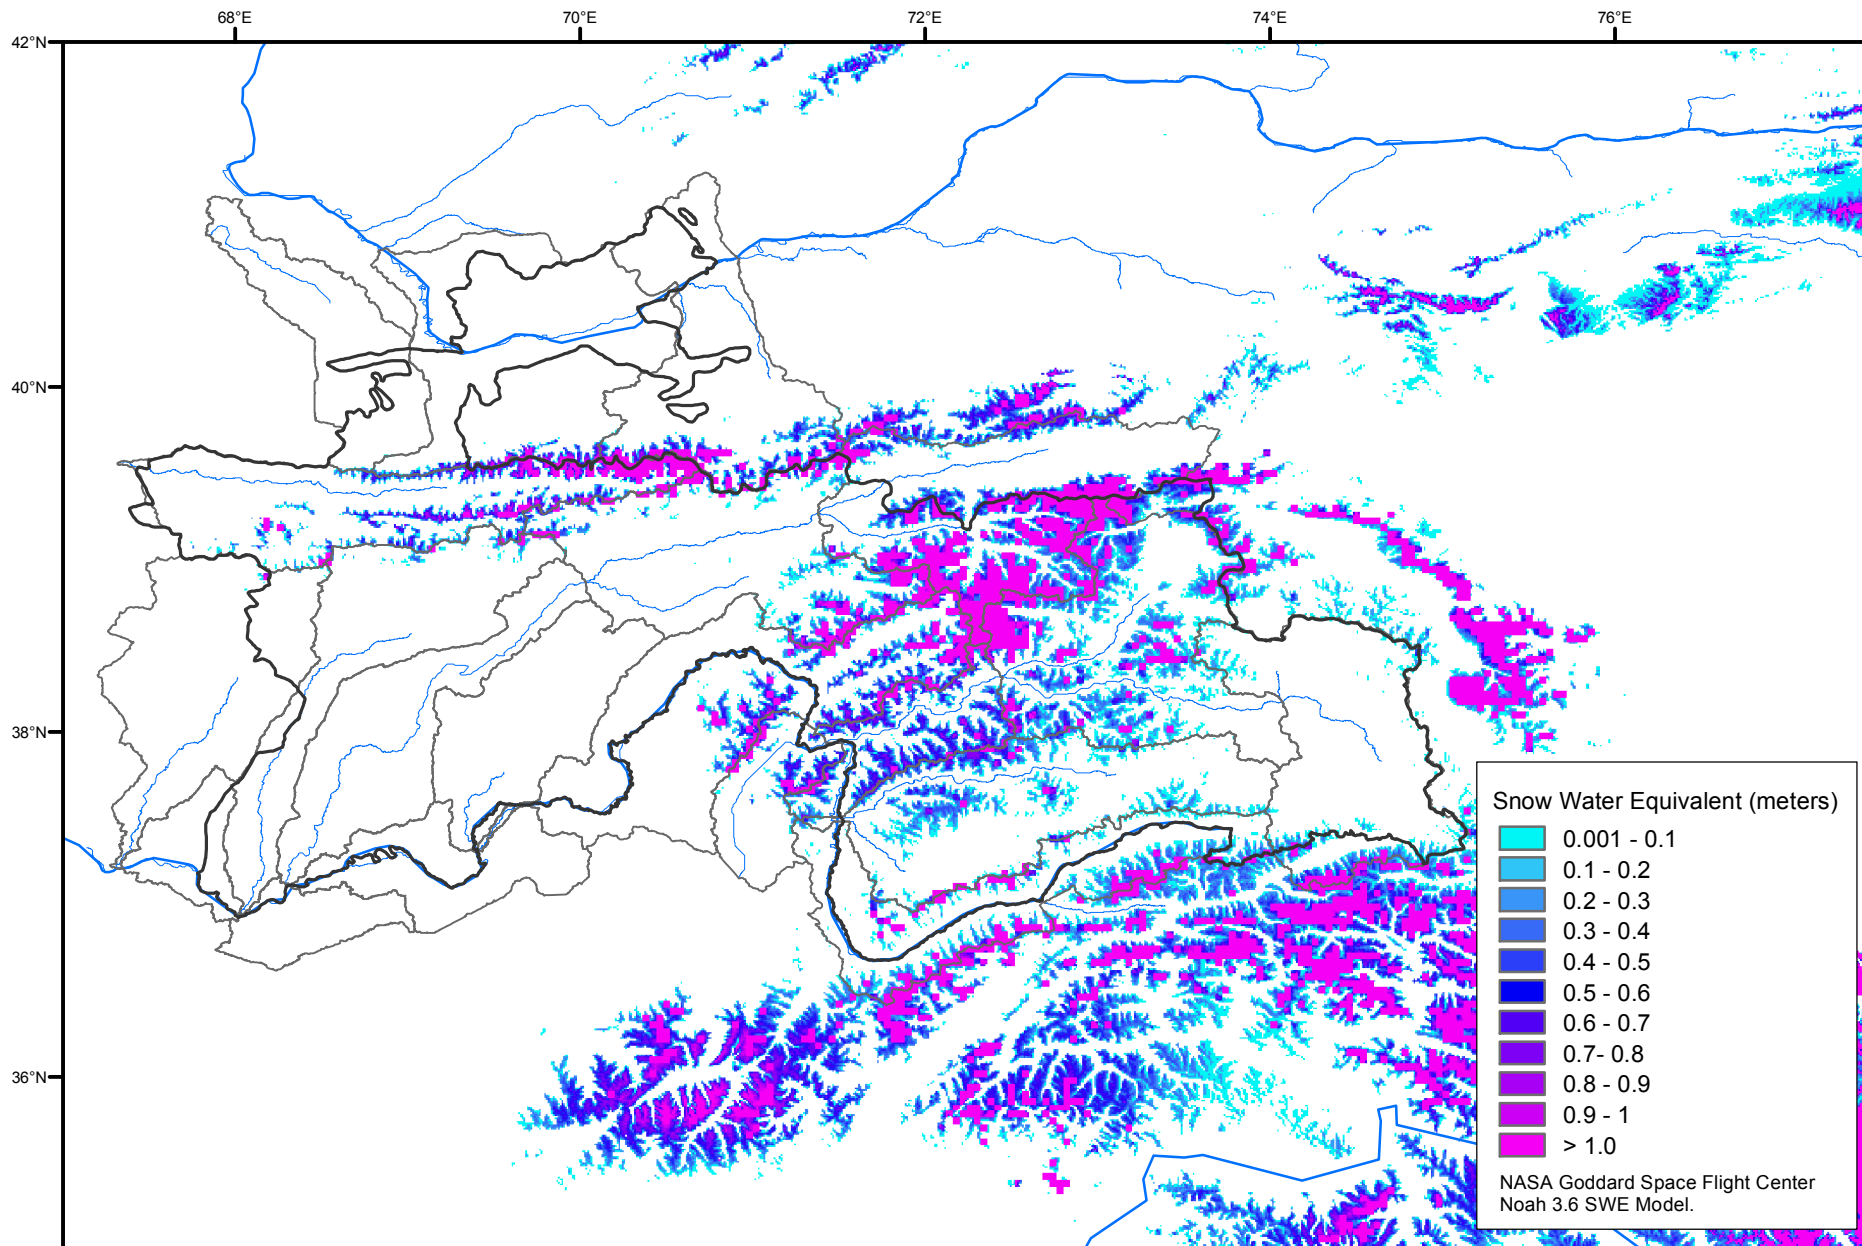 68°E
70°E
72°E
74°E
76°E
42°N
40°N
38°N
36°N
Snow Water Equivalent (meters)
0.001 - 0.1
0.1 - 0.2
0.2 - 0.3
0.3 - 0.4
0.4 - 0.5
0.5 - 0.6
0.6 - 0.7
0.7- 0.8
0.8 - 0.9
0.9 - 1
> 1.0
NASA Goddard Space Flight Center
Noah 3.6 SWE Model.